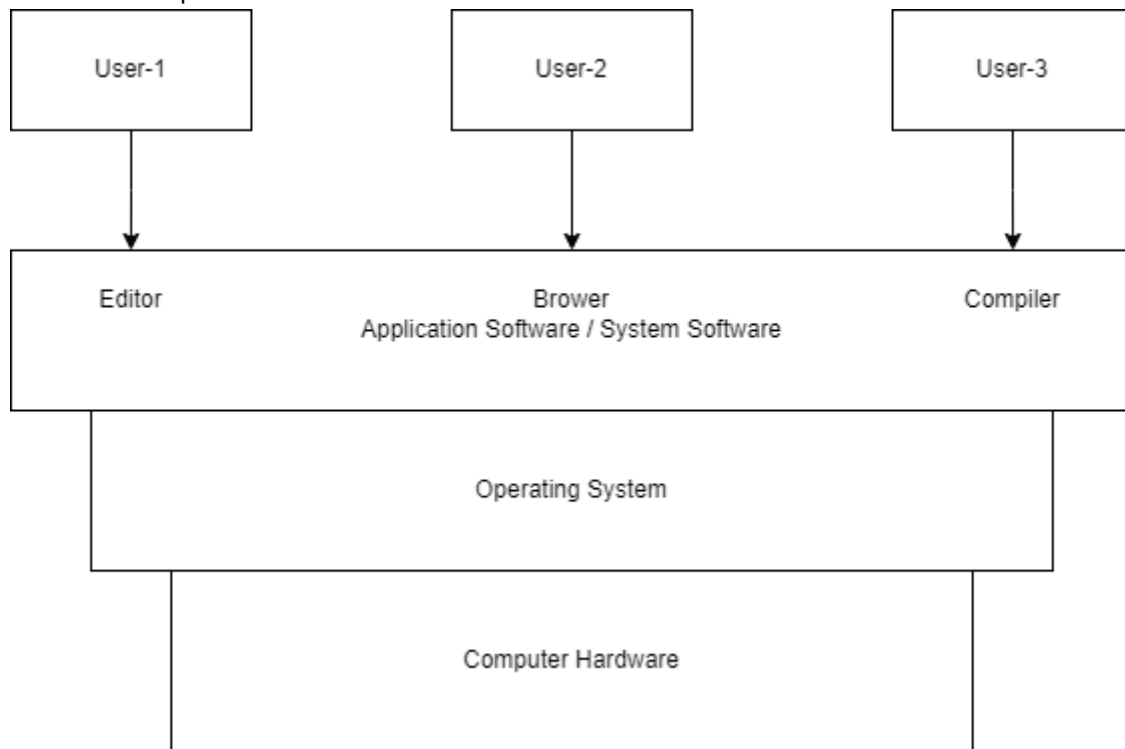 User-1 User-2 User-3
Editor Brower Compiler
Application Software / System Software
Operating System
Computer Hardware